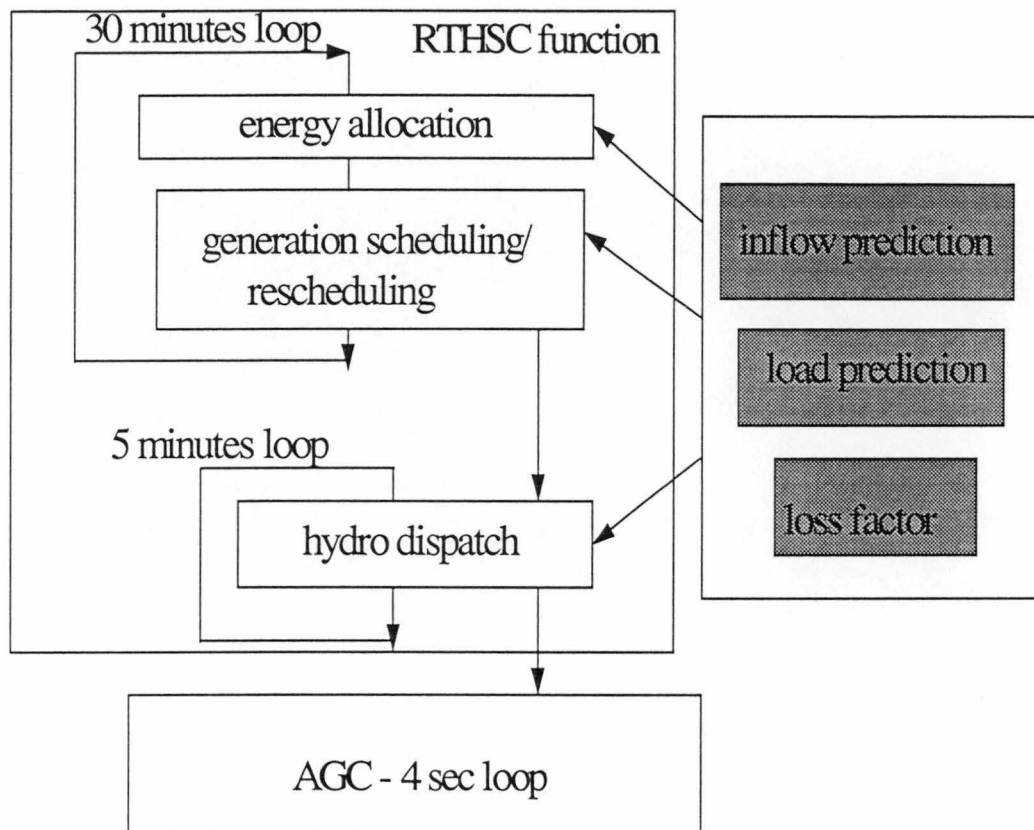 30 minutes loop
RTHSC function
energy allocation
generation scheduling/
rescheduling
inflow prediction
load prediction
loss factor
5 minutes loop
hydro dispatch
AGC - 4 sec loop